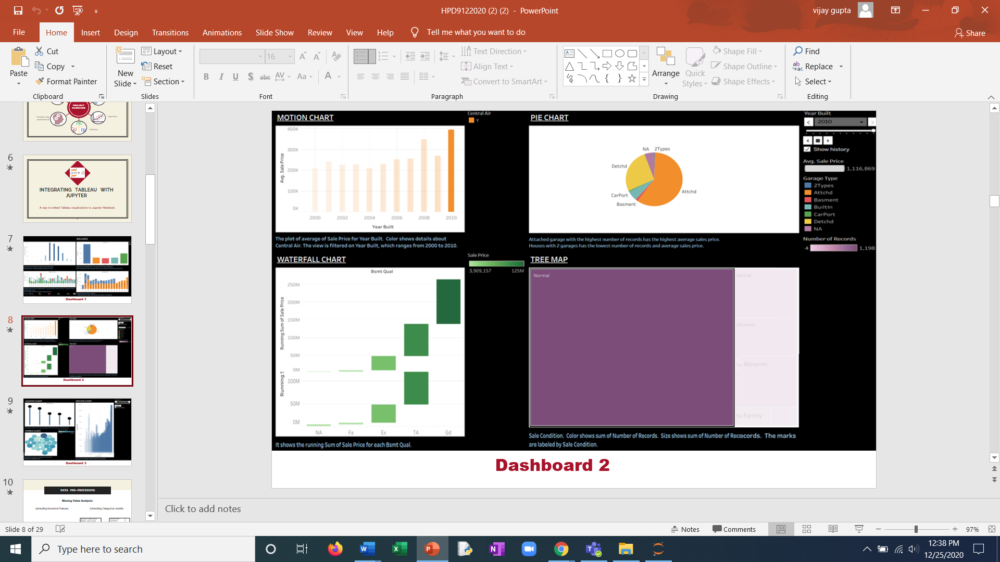 HPD9122020 (2) (2) - PowerPoint
vijay gupta
File Home Insert Design Transitions Animations Slide Show Review View Help Tell me what you want to do
Share
Paste
Cut
Copy
Format Painter
Clipboard
New Slide
Layout
Reset
Section
Slides
16
B I U S abc AV Aa A
Font
Text Direction
Align Text
Convert to SmartArt
Paragraph
Arrange
Quick Styles
Shape Fill
Shape Outline
Shape Effects
Drawing
Find
Replace
Select
Editing
PROJECT OVERVIEW
6
INTEGRATING TABLEAU WITH
JUPYTER
A way to embed Tableau visualizations to Jupyter Notebook.
7
Dashboard 1
8
Dashboard 2
9
Dashboard 3
10
DATA PRE-PROCESSING
Missing Value Analysis:
a)Handling Numerical Features
b)Handling Categorical variable
MOTION CHART
Central Air
Y
400K
300K
200K
100K
0K
Avg. Sale Price
2000 2002 2004 2006 2008 2010
Year Built
The plot of average of Sale Price for Year Built. Color shows details about
Central Air. The view is filtered on Year Built, which ranges from 2000 to 2010.
PIE CHART
NA 2Types
Detchd
CarPort
Basment
Attchd
Attached garage with the highest number of records has the highest average sales price.
Houses with 2 garages has the lowest number of records and average sales price.
Year Built
2010
Show history
Avg. Sale Price
1,116,869
Garage Type
2Types
Attchd
Basment
BuiltIn
CarPort
Detchd
NA
Number of Records
4 1,198
WATERFALL CHART
Sale Price
3,909,157 125M
Bsmt Qual
250M
200M
150M
100M
50M
0M
Running Sum of Sale Price
Running S
100M
50M
0M
NA Fa Ex TA Gd
It shows the running Sum of Sale Price for each Bsmt Qual.
TREE MAP
Normal
Partial
Abnorml
Fa Abnorml
Fa Family
Sale Condition. Color shows sum of Number of Records. Size shows sum of Number of Recoecords. The marks
are labeled by Sale Condition.
Dashboard 2
Click to add notes
Slide 8 of 29
Notes
Comments
97%
Type here to search
12:38 PM
12/25/2020